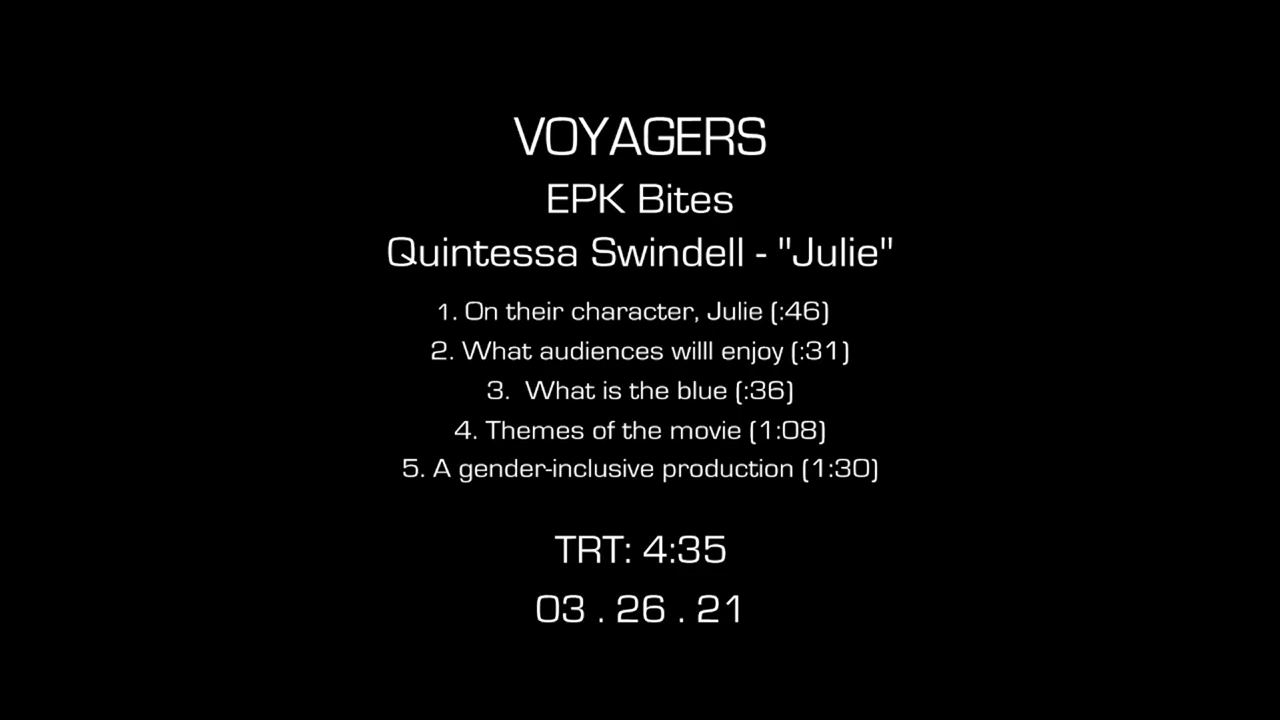 VOYAGERS
EPK Bites
Quintessa Swindell - "Julie"
1. On their character, Julie (:46)
2. What audiences willl enjoy (:31)
3.  What is the blue (:36)
4. Themes of the movie (1:08)
5. A gender-inclusive production (1:30)
TRT: 4:35
03 . 26 . 21